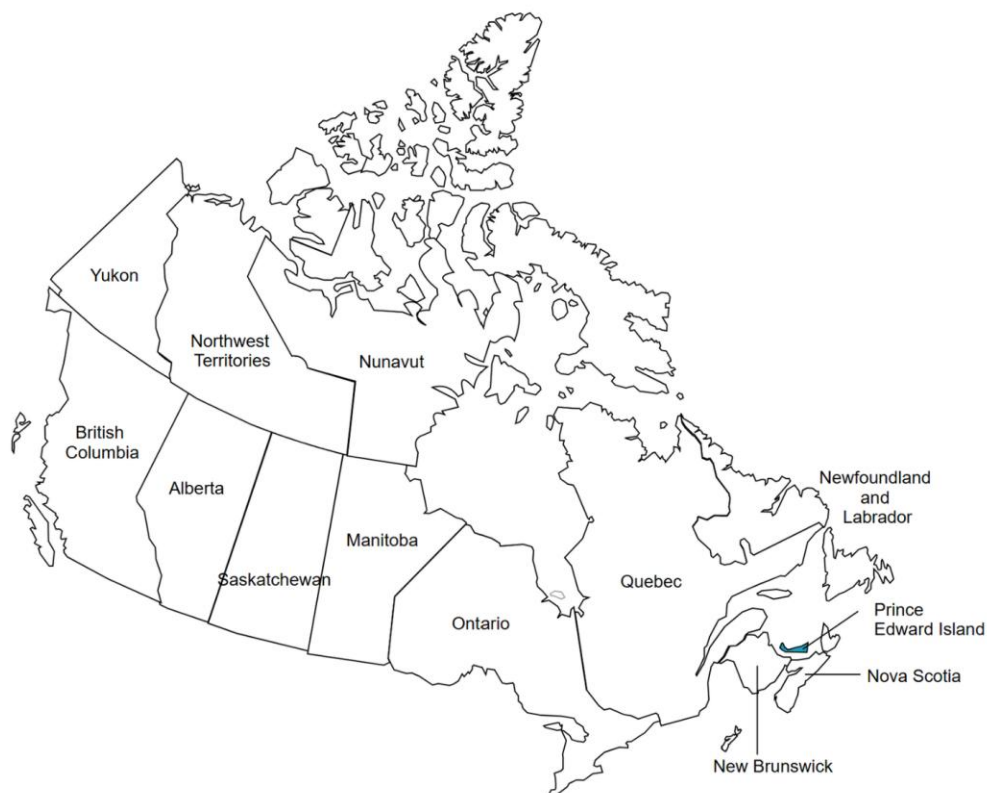 Yukon
Northwest
Territories
Nunavut
British
Columbia
Alberta
Newfoundland
and
Labrador
Manitoba
Saskatchewan
Quebec
Ontario
Prince
Edward Island
Nova Scotia
New Brunswick